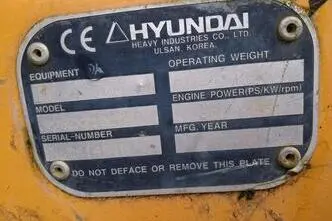 CE HYUNDAI
HEAVY INDUSTRIES CO., LTD.
ULSAN, KOREA.
EQUIPMENT OPERATING WEIGHT
MODEL ENGINE POWER(PS/KW/rpm)
SERIAL-NUMBER MFG. YEAR
DO NOT DEFACE OR REMOVE THIS PLATE